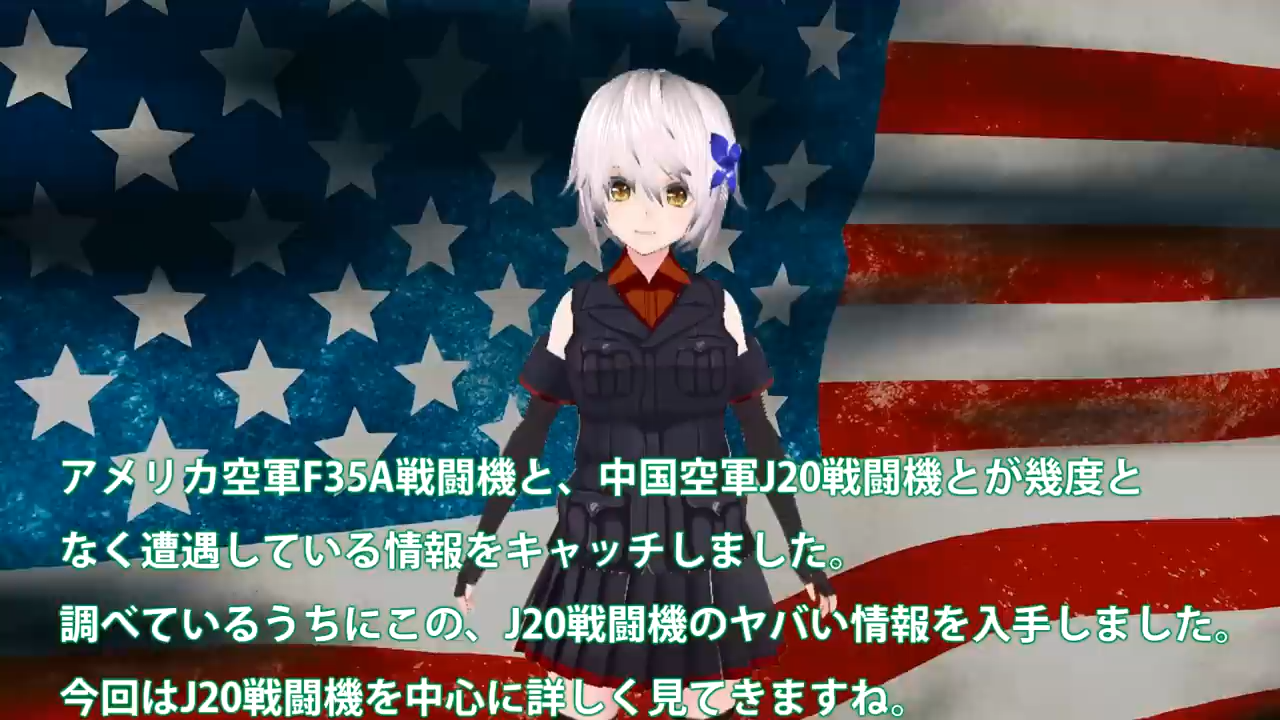 アメリカ空軍F35A戦闘機と、中国空軍J20戦闘機とが幾度と
なく遭遇している情報をキャッチしました。
調べているうちにこの、J20戦闘機のヤバい情報を入手しました。
今回はJ20戦闘機を中心に詳しく見てきますね。